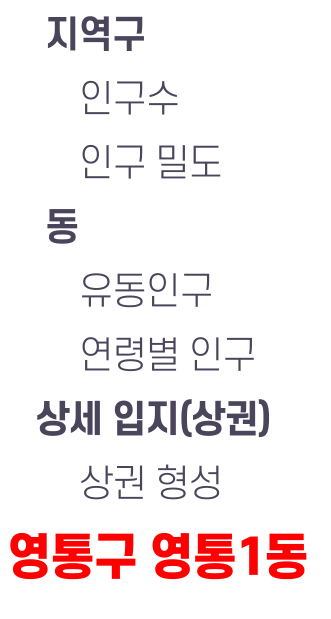 지역구
인구수
인구 밀도
동
유동인구
연령별 인구
상세 입지(상권)
상권 형성
영통구 영통1동